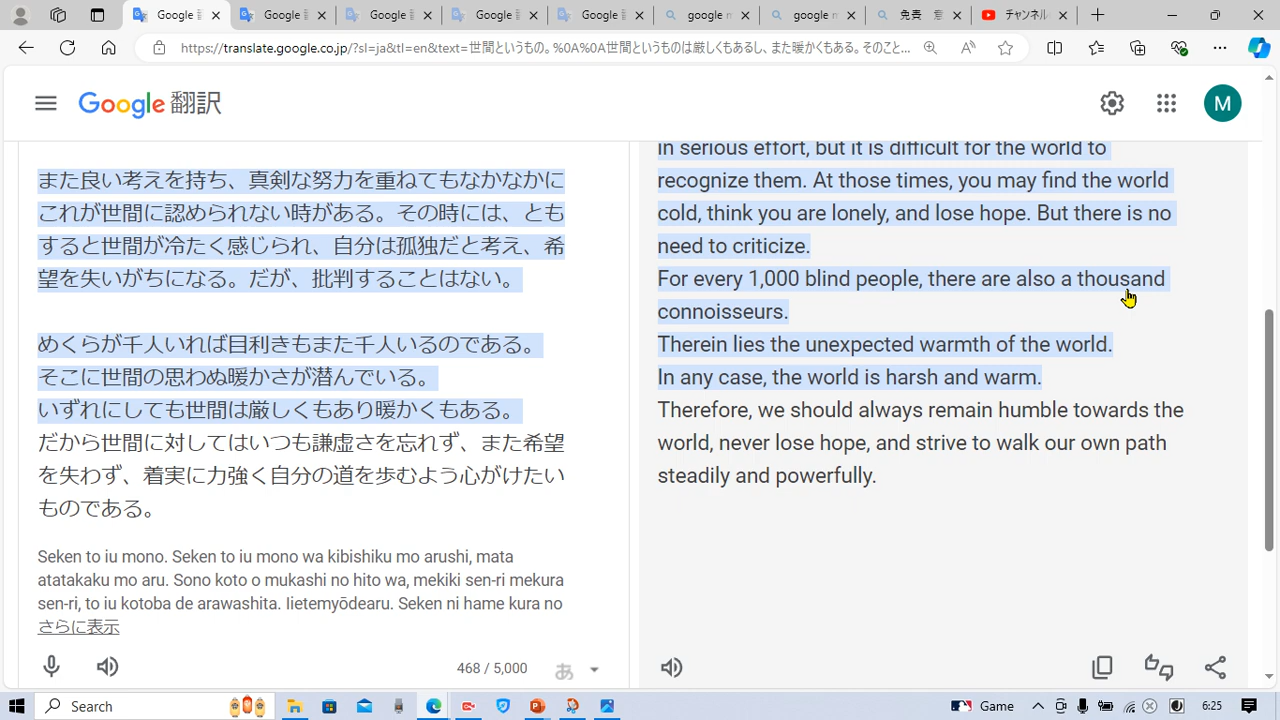 Google E
Google E
Google E
Google E
Google E
google m
google m
チャンネル
https://translate.google.co.jp/?sl=ja&tl=en&text=世間というもの。%0A%0A世間というものは厳しくもあるし、また暖かくもある。そのこと…
Google 翻訳
M
また良い考えを持ち、真剣な努力を重ねてもなかなかに
これが世間に認められない時がある。その時には、とも
すると世間が冷たく感じられ、自分は孤独だと考え、希
望を失いがちになる。だが、批判することはない。
めくらが千人いれば目利きもまた千人いるのである。
そこに世間の思わぬ暖かさが潜んでいる。
いずれにしても世間は厳しくもあり暖かくもある。
だから世間に対してはいつも謙虚さを忘れず、また希望
を失わず、着実に力強く自分の道を歩むよう心がけたい
ものである。
Seken to iu mono. Seken to iu mono wa kibishiku mo arushi, mata
atatakaku mo aru. Sono koto o mukashi no hito wa, mekiki sen-ri mekura
sen-ri, to iu kotoba de arawashita. Iietemyōdearu. Seken ni hame kura no
さらに表示
468 / 5,000
あ
in serious effort, but it is difficult for the world to
recognize them. At those times, you may find the world
cold, think you are lonely, and lose hope. But there is no
need to criticize.
For every 1,000 blind people, there are also a thousand
connoisseurs.
Therein lies the unexpected warmth of the world.
In any case, the world is harsh and warm.
Therefore, we should always remain humble towards the
world, never lose hope, and strive to walk our own path
steadily and powerfully.
Search
Game
6:25